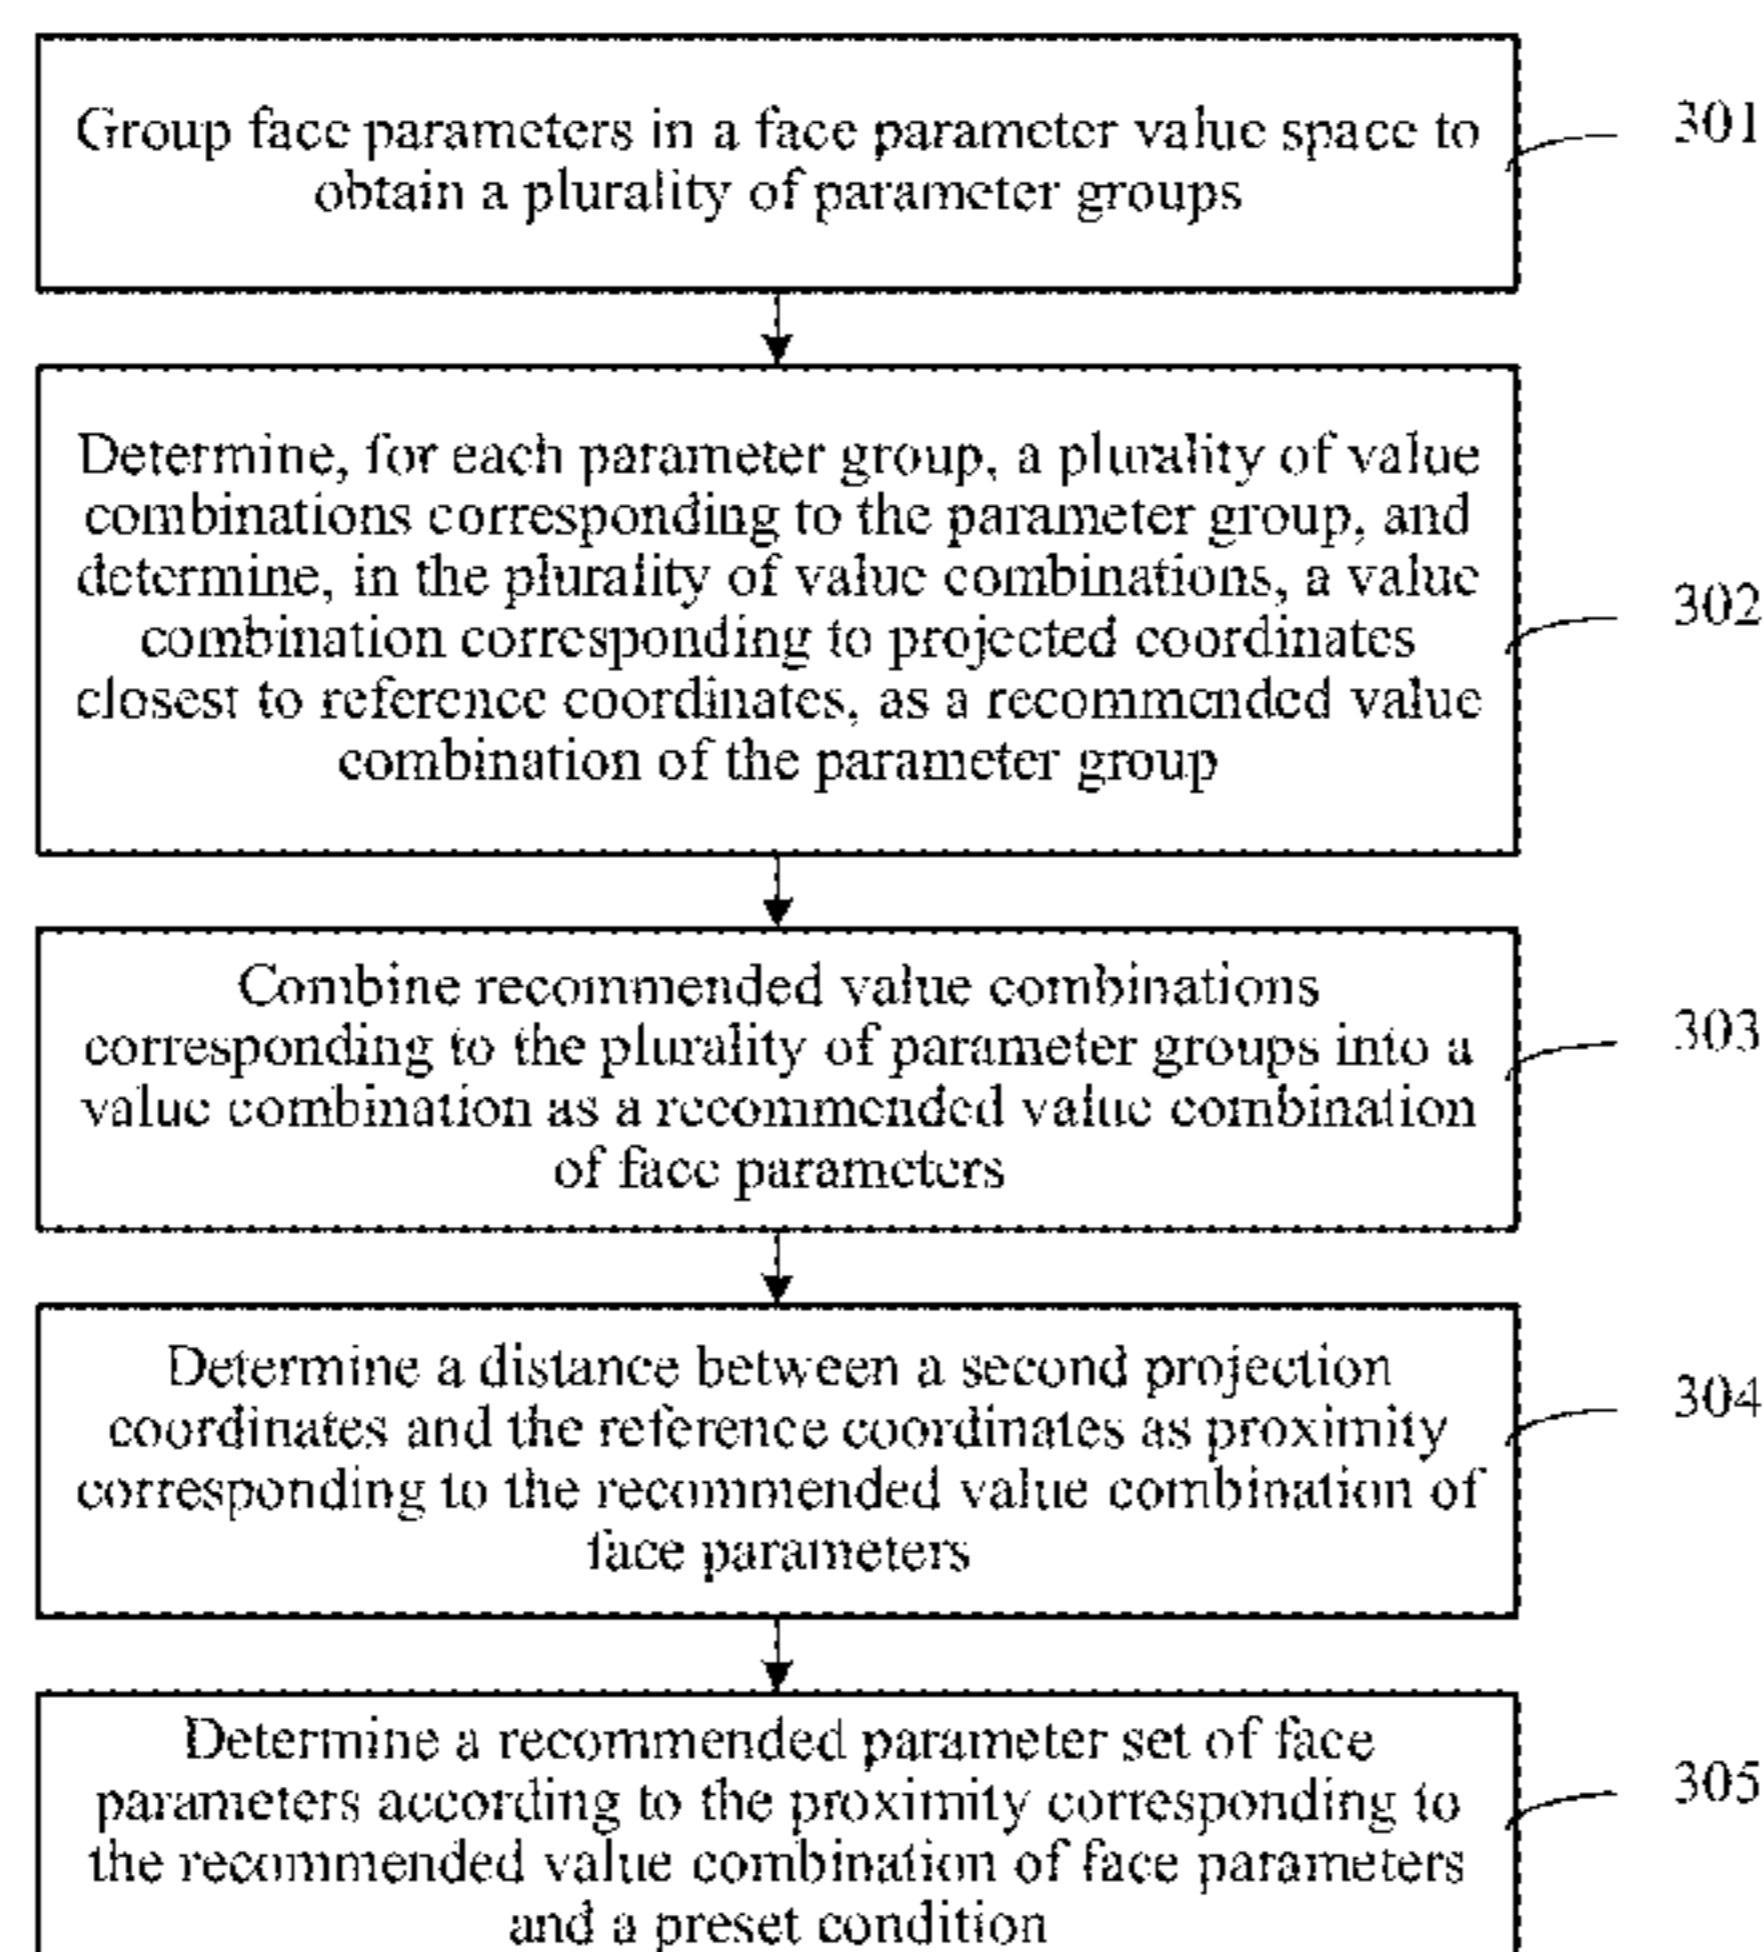 Group face parameters in a face parameter value space to
obtain a plurality of parameter groups
301
Determine, for each parameter group, a plurality of value
combinations corresponding to the parameter group, and
determine, in the plurality of value combinations, a value
combination corresponding to projected coordinates
closest to reference coordinates, as a recommended value
combination of the parameter group
302
Combine recommended value combinations
corresponding to the plurality of parameter groups into a
value combination as a recommended value combination
of face parameters
303
Determine a distance between a second projection
coordinates and the reference coordinates as proximity
corresponding to the recommended value combination of
face parameters
304
Determine a recommended parameter set of face
parameters according to the proximity corresponding to
the recommended value combination of face parameters
and a preset condition
305